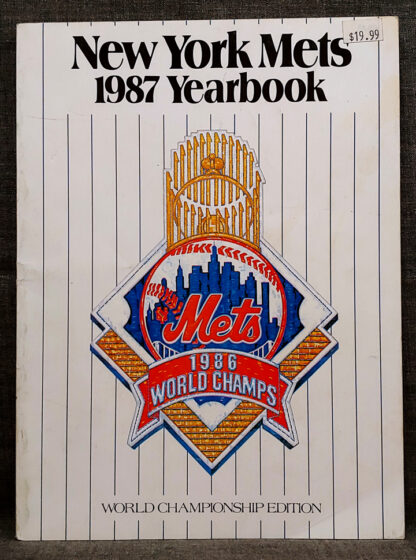 New York Mets
$19.99
1987 Yearbook
Mets
1986
WORLD CHAMPS
WORLD CHAMPIONSHIP EDITION